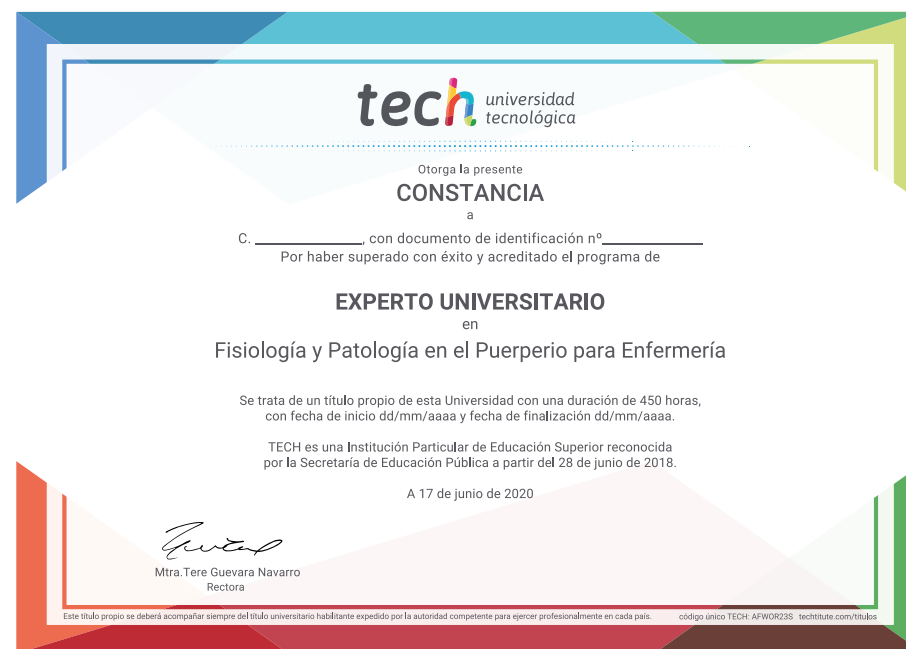 tech universidad
tecnológica
Otorga la presente
CONSTANCIA
a
C. ____________, con documento de identificación nº____________
Por haber superado con éxito y acreditado el programa de
EXPERTO UNIVERSITARIO
en
Fisiología y Patología en el Puerperio para Enfermería
Se trata de un título propio de esta Universidad con una duración de 450 horas,
con fecha de inicio dd/mm/aaaa y fecha de finalización dd/mm/aaaa.
TECH es una Institución Particular de Educación Superior reconocida
por la Secretaría de Educación Pública a partir del 28 de junio de 2018.
A 17 de junio de 2020
Mtra.Tere Guevara Navarro
Rectora
Este título propio se deberá acompañar siempre del título universitario habilitante expedido por la autoridad competente para ejercer profesionalmente en cada país. código único TECH: AFWOR23S techtitute.com/titulos